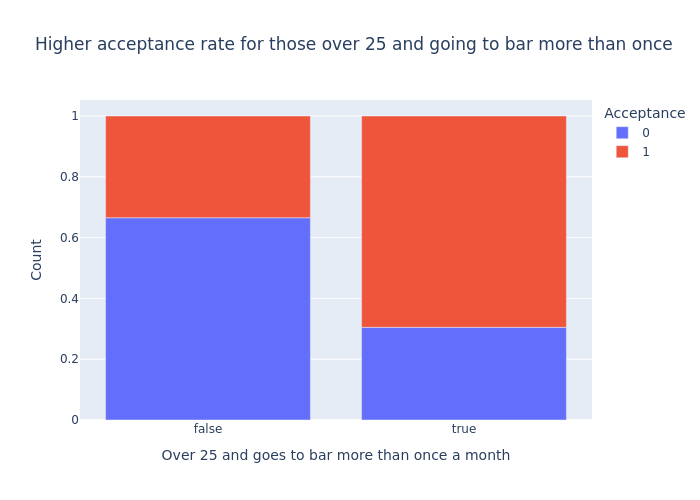 Higher acceptance rate for those over 25 and going to bar more than once
Acceptance
0
1
1
0.8
0.6
0.4
0.2
0
Count
false
true
Over 25 and goes to bar more than once a month